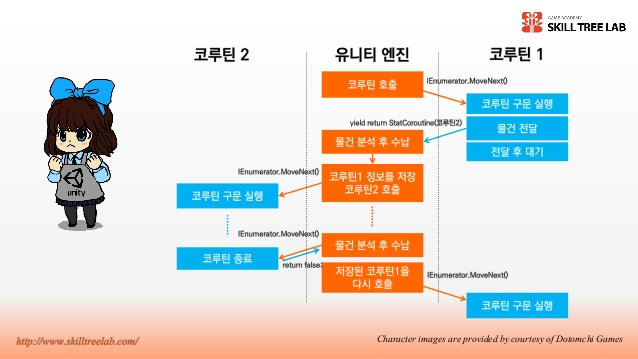 GAME ACADEMY
SKILL TREE LAB
코루틴 2
유니티 엔진
코루틴 1
코루틴 호출
IEnumerator.MoveNext()
코루틴 구문 실행
yield return StatCoroutine(코루틴2)
물건 전달
물건 분석 후 수납
전달 후 대기
IEnumerator.MoveNext()
코루틴1 정보를 저장
코루틴2 호출
코루틴 구문 실행
unity
IEnumerator.MoveNext()
물건 분석 후 수납
코루틴 종료
return false;
저장된 코루틴1을
다시 호출
IEnumerator.MoveNext()
코루틴 구문 실행
http://www.skilltreelab.com/
Character images are provided by courtesy of Dotomchi Games